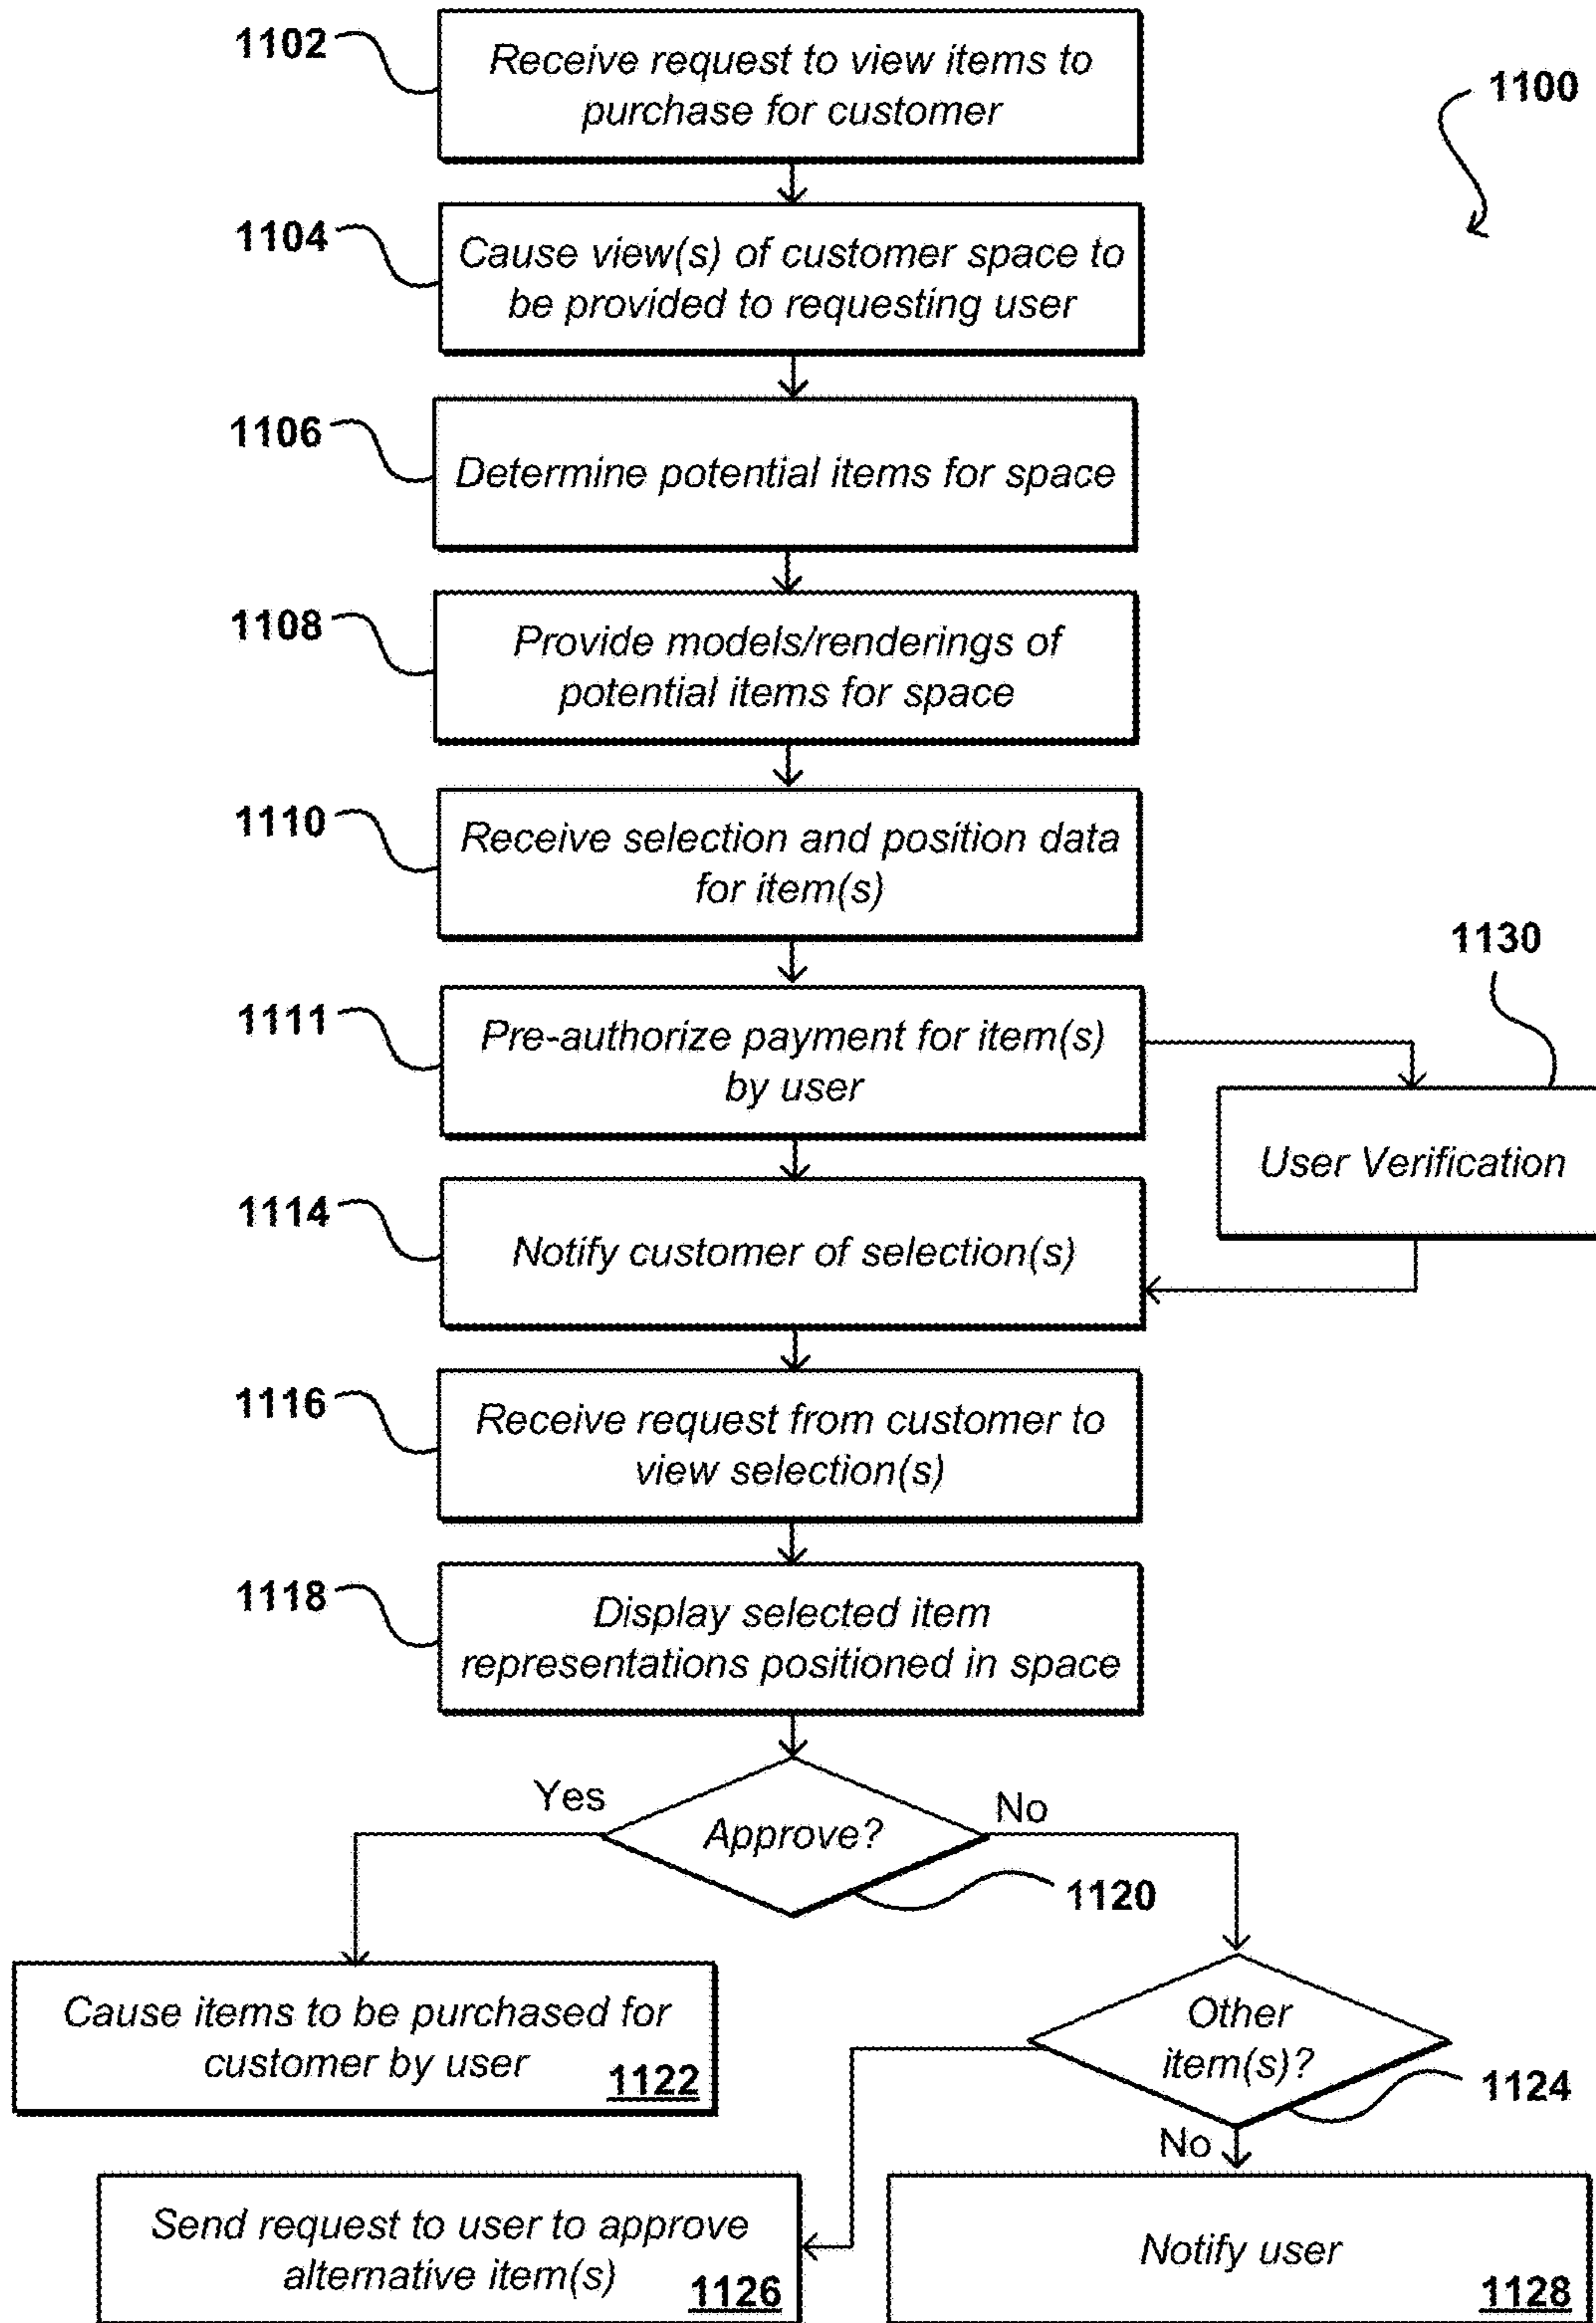 1102
Receive request to view items to
purchase for customer
1100
1104
Cause view(s) of customer space to
be provided to requesting user
1106
Determine potential items for space
1108
Provide models/renderings of
potential items for space
1110
Receive selection and position data
for item(s)
1130
1111
Pre-authorize payment for item(s)
by user
User Verification
1114
Notify customer of selection(s)
1116
Receive request from customer to
view selection(s)
1118
Display selected item
representations positioned in space
Yes
Approve?
No
1120
Cause items to be purchased for
customer by user
1122
Other
item(s)?
1124
No
Send request to user to approve
alternative item(s)
1126
Notify user
1128